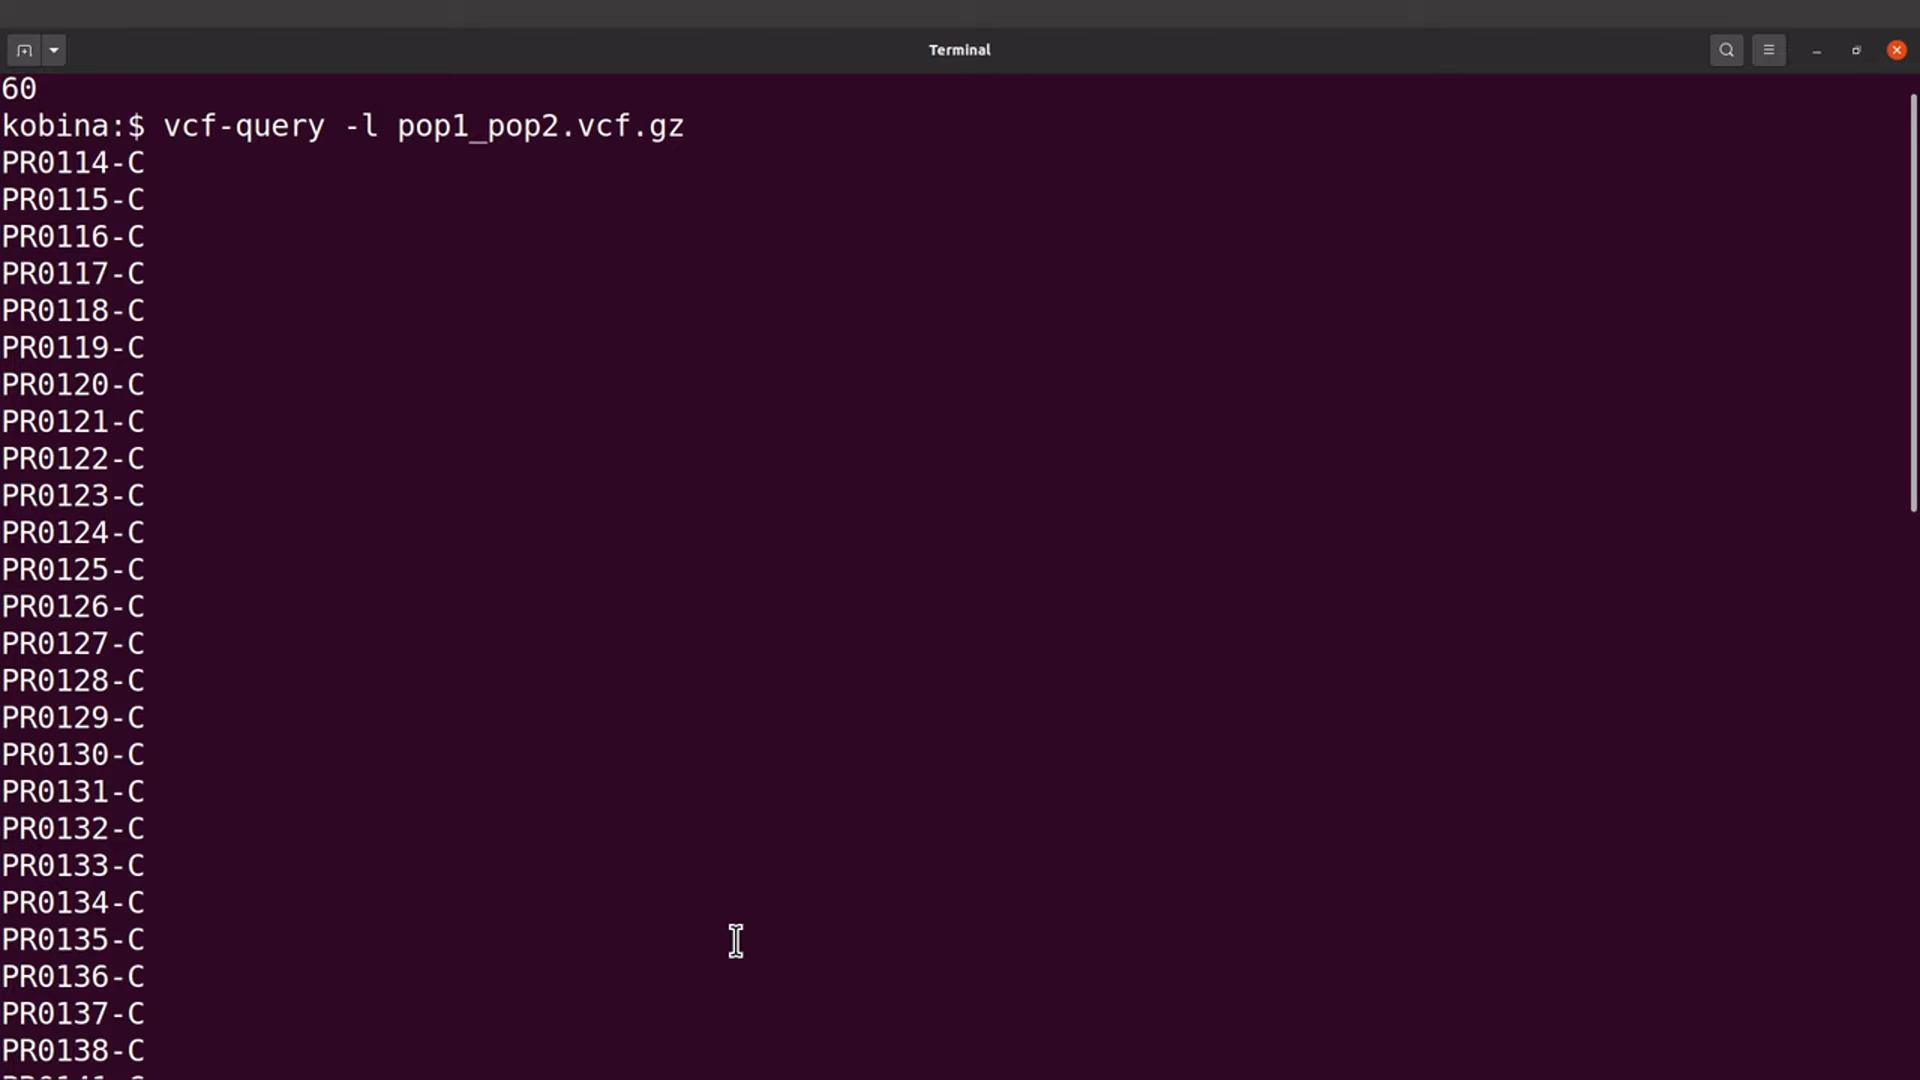 Terminal
60
kobina:$ vcf-query -l pop1_pop2.vcf.gz
PR0114-C
PR0115-C
PR0116-C
PR0117-C
PR0118-C
PR0119-C
PR0120-C
PR0121-C
PR0122-C
PR0123-C
PR0124-C
PR0125-C
PR0126-C
PR0127-C
PR0128-C
PR0129-C
PR0130-C
PR0131-C
PR0132-C
PR0133-C
PR0134-C
PR0135-C
PR0136-C
PR0137-C
PR0138-C